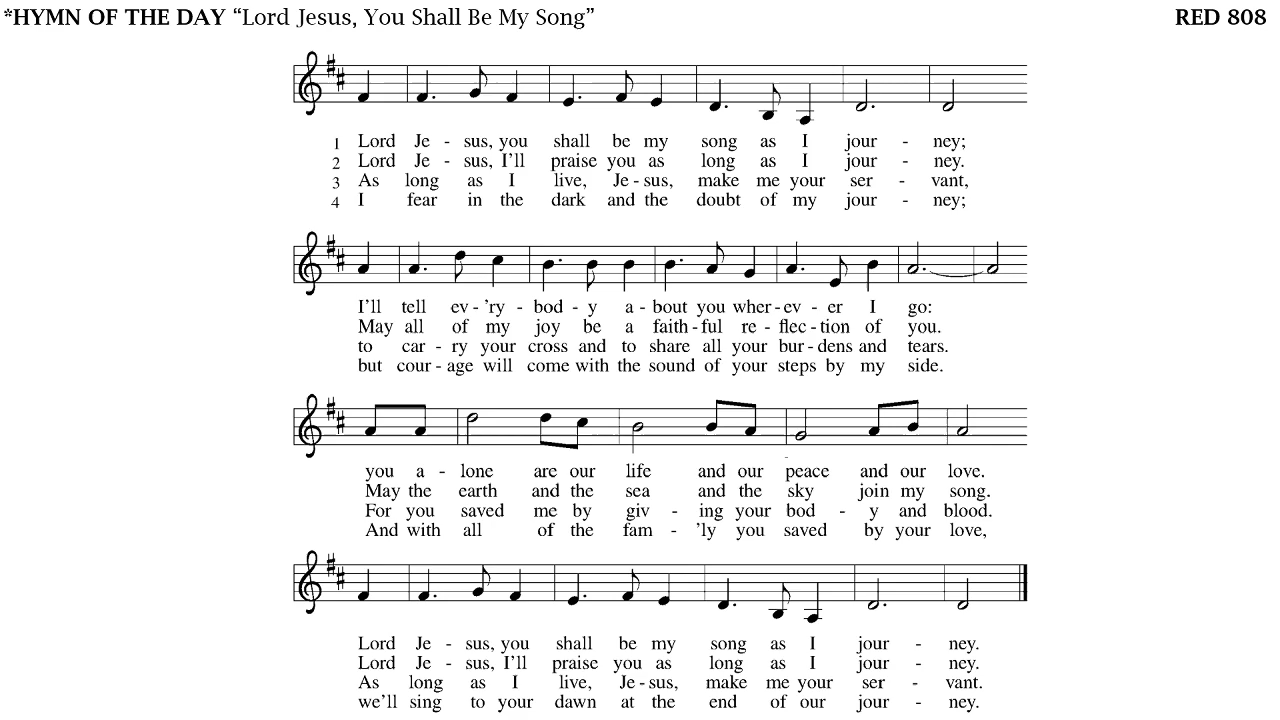 *HYMN OF THE DAY “Lord Jesus, You Shall Be My Song” RED 808
1 Lord Je - sus, you shall be my song as I jour - ney;
2 Lord Je - sus, I'll praise you as long as I jour - ney.
3 As long as I live, Je - sus, make me your ser - vant,
4 I fear in the dark and the doubt of my jour - ney;
I'll tell ev - 'ry - bod - y a - bout you wher - ev - er I go:
May all of my joy be a faith - ful re - flec - tion of you.
to car - ry your cross and to share all your bur - dens and tears.
but cour - age will come with the sound of your steps by my side.
you a - lone are our life and our peace and our love.
May the earth and the sea and the sky join my song.
For you saved me by giv - ing your bod - y and blood.
And with all of the fam - 'ly you saved by your love,
Lord Je - sus, you shall be my song as I jour - ney.
Lord Je - sus, I'll praise you as long as I jour - ney.
As long as I live, Je - sus, make me your ser - vant.
we'll sing to your dawn at the end of our jour - ney.